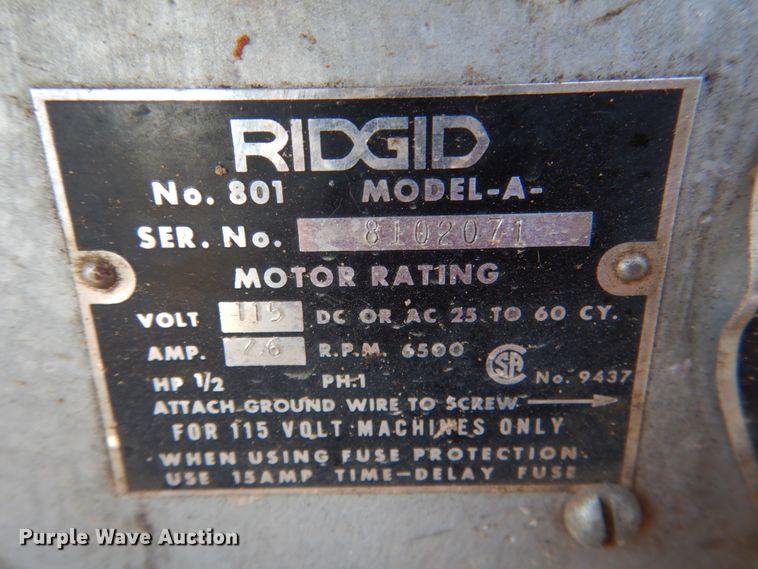 RIDGID
No. 801 MODEL-A-
SER. No. 8102071
MOTOR RATING
VOLT 115 DC OR AC 25 TO 60 CY.
AMP. 7.6 R.P.M. 6500
HP 1/2 PH-1 SA No. 9437
ATTACH GROUND WIRE TO SCREW
FOR 115 VOLT MACHINES ONLY
WHEN USING FUSE PROTECTION
USE 15AMP TIME-DELAY FUSE
Purple Wave Auction